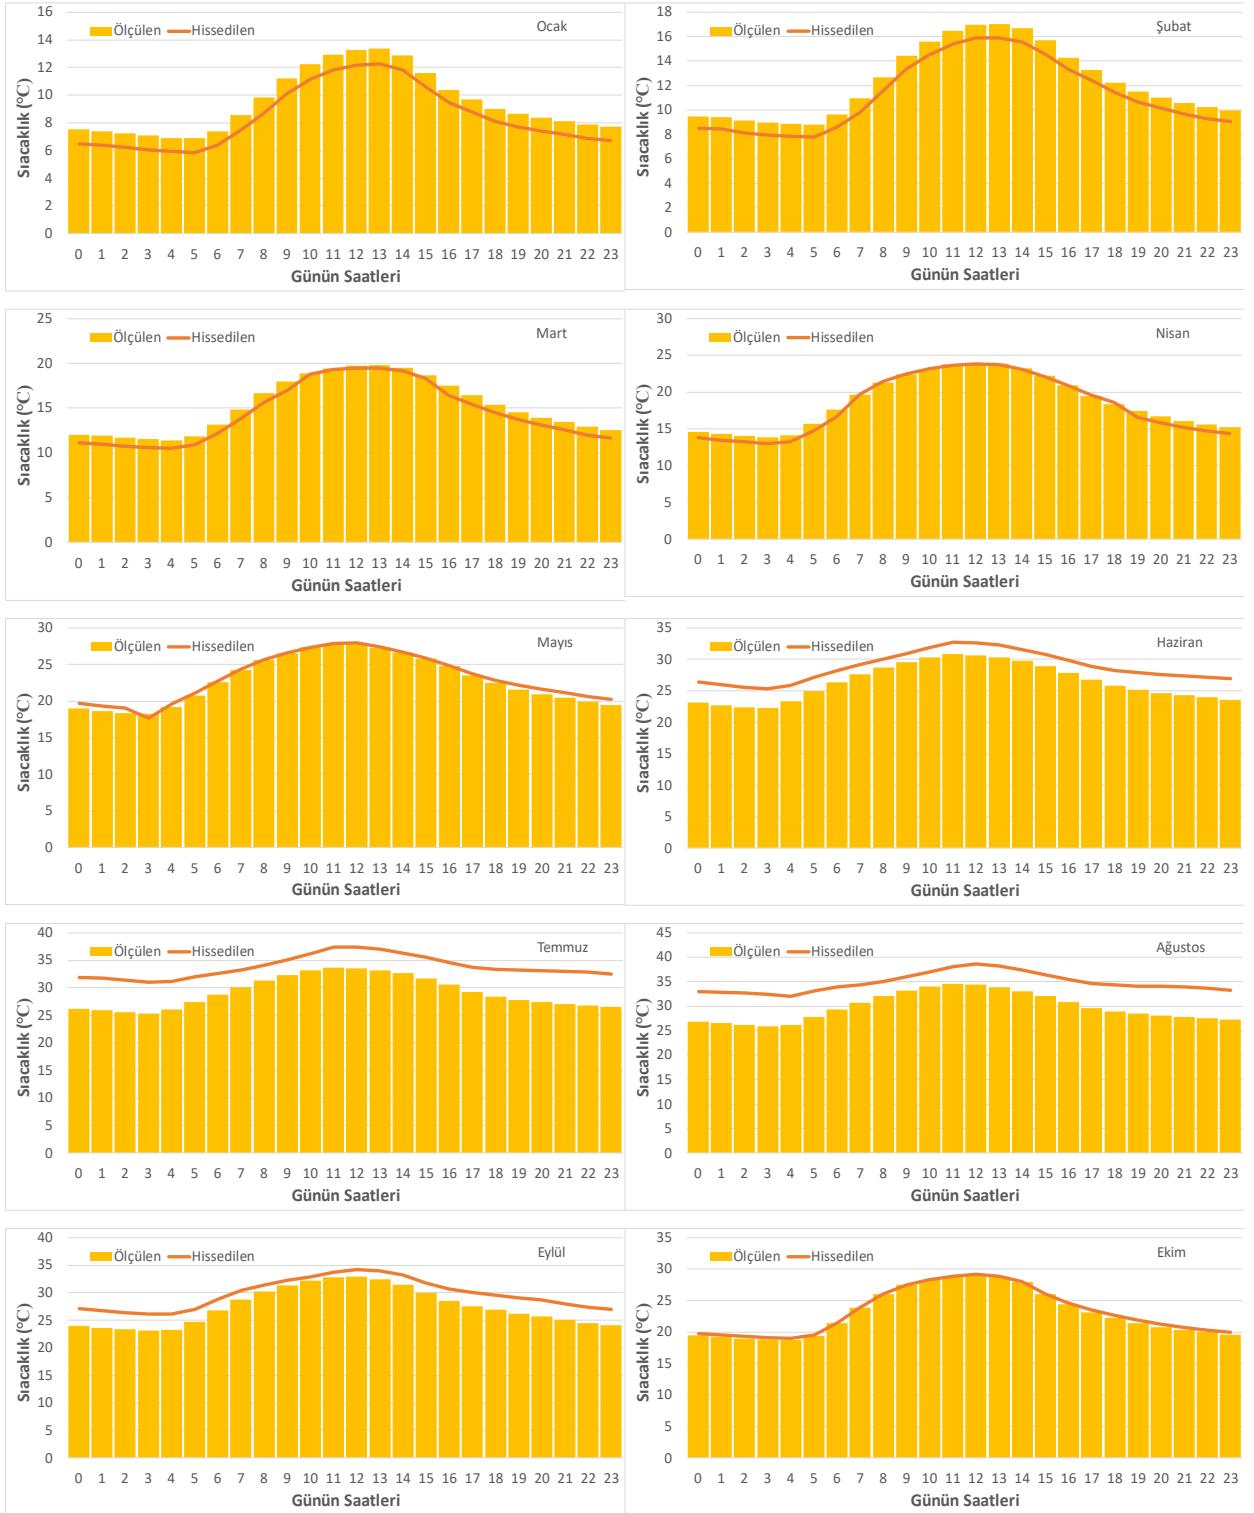 Ölçülen Hissedilen Ocak
Sıacaklık (°C)
16
14
12
10
8
6
4
2
0
0 1 2 3 4 5 6 7 8 9 10 11 12 13 14 15 16 17 18 19 20 21 22 23
Günün Saatleri
Ölçülen Hissedilen Şubat
Sıacaklık (°C)
18
16
14
12
10
8
6
4
2
0
0 1 2 3 4 5 6 7 8 9 10 11 12 13 14 15 16 17 18 19 20 21 22 23
Günün Saatleri
Ölçülen Hissedilen Mart
Sıacaklık (°C)
25
20
15
10
5
0
0 1 2 3 4 5 6 7 8 9 10 11 12 13 14 15 16 17 18 19 20 21 22 23
Günün Saatleri
Ölçülen Hissedilen Nisan
Sıacaklık (°C)
30
25
20
15
10
5
0
0 1 2 3 4 5 6 7 8 9 10 11 12 13 14 15 16 17 18 19 20 21 22 23
Günün Saatleri
Ölçülen Hissedilen Mayıs
Sıacaklık (°C)
30
25
20
15
10
5
0
0 1 2 3 4 5 6 7 8 9 10 11 12 13 14 15 16 17 18 19 20 21 22 23
Günün Saatleri
Ölçülen Hissedilen Haziran
Sıacaklık (°C)
35
30
25
20
15
10
5
0
0 1 2 3 4 5 6 7 8 9 10 11 12 13 14 15 16 17 18 19 20 21 22 23
Günün Saatleri
Ölçülen Hissedilen Temmuz
Sıacaklık (°C)
40
35
30
25
20
15
10
5
0
0 1 2 3 4 5 6 7 8 9 10 11 12 13 14 15 16 17 18 19 20 21 22 23
Günün Saatleri
Ölçülen Hissedilen Ağustos
Sıacaklık (°C)
45
40
35
30
25
20
15
10
5
0
0 1 2 3 4 5 6 7 8 9 10 11 12 13 14 15 16 17 18 19 20 21 22 23
Günün Saatleri
Ölçülen Hissedilen Eylül
Sıacaklık (°C)
40
35
30
25
20
15
10
5
0
0 1 2 3 4 5 6 7 8 9 10 11 12 13 14 15 16 17 18 19 20 21 22 23
Günün Saatleri
Ölçülen Hissedilen Ekim
Sıacaklık (°C)
35
30
25
20
15
10
5
0
0 1 2 3 4 5 6 7 8 9 10 11 12 13 14 15 16 17 18 19 20 21 22 23
Günün Saatleri